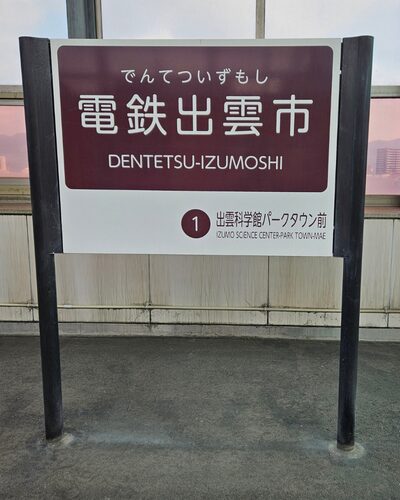 でんてついずもし
電鉄出雲市
DENTETSU-IZUMOSHI
1 出雲科学館パークタウン前
IZUMO SCIENCE CENTER-PARK TOWN-MAE